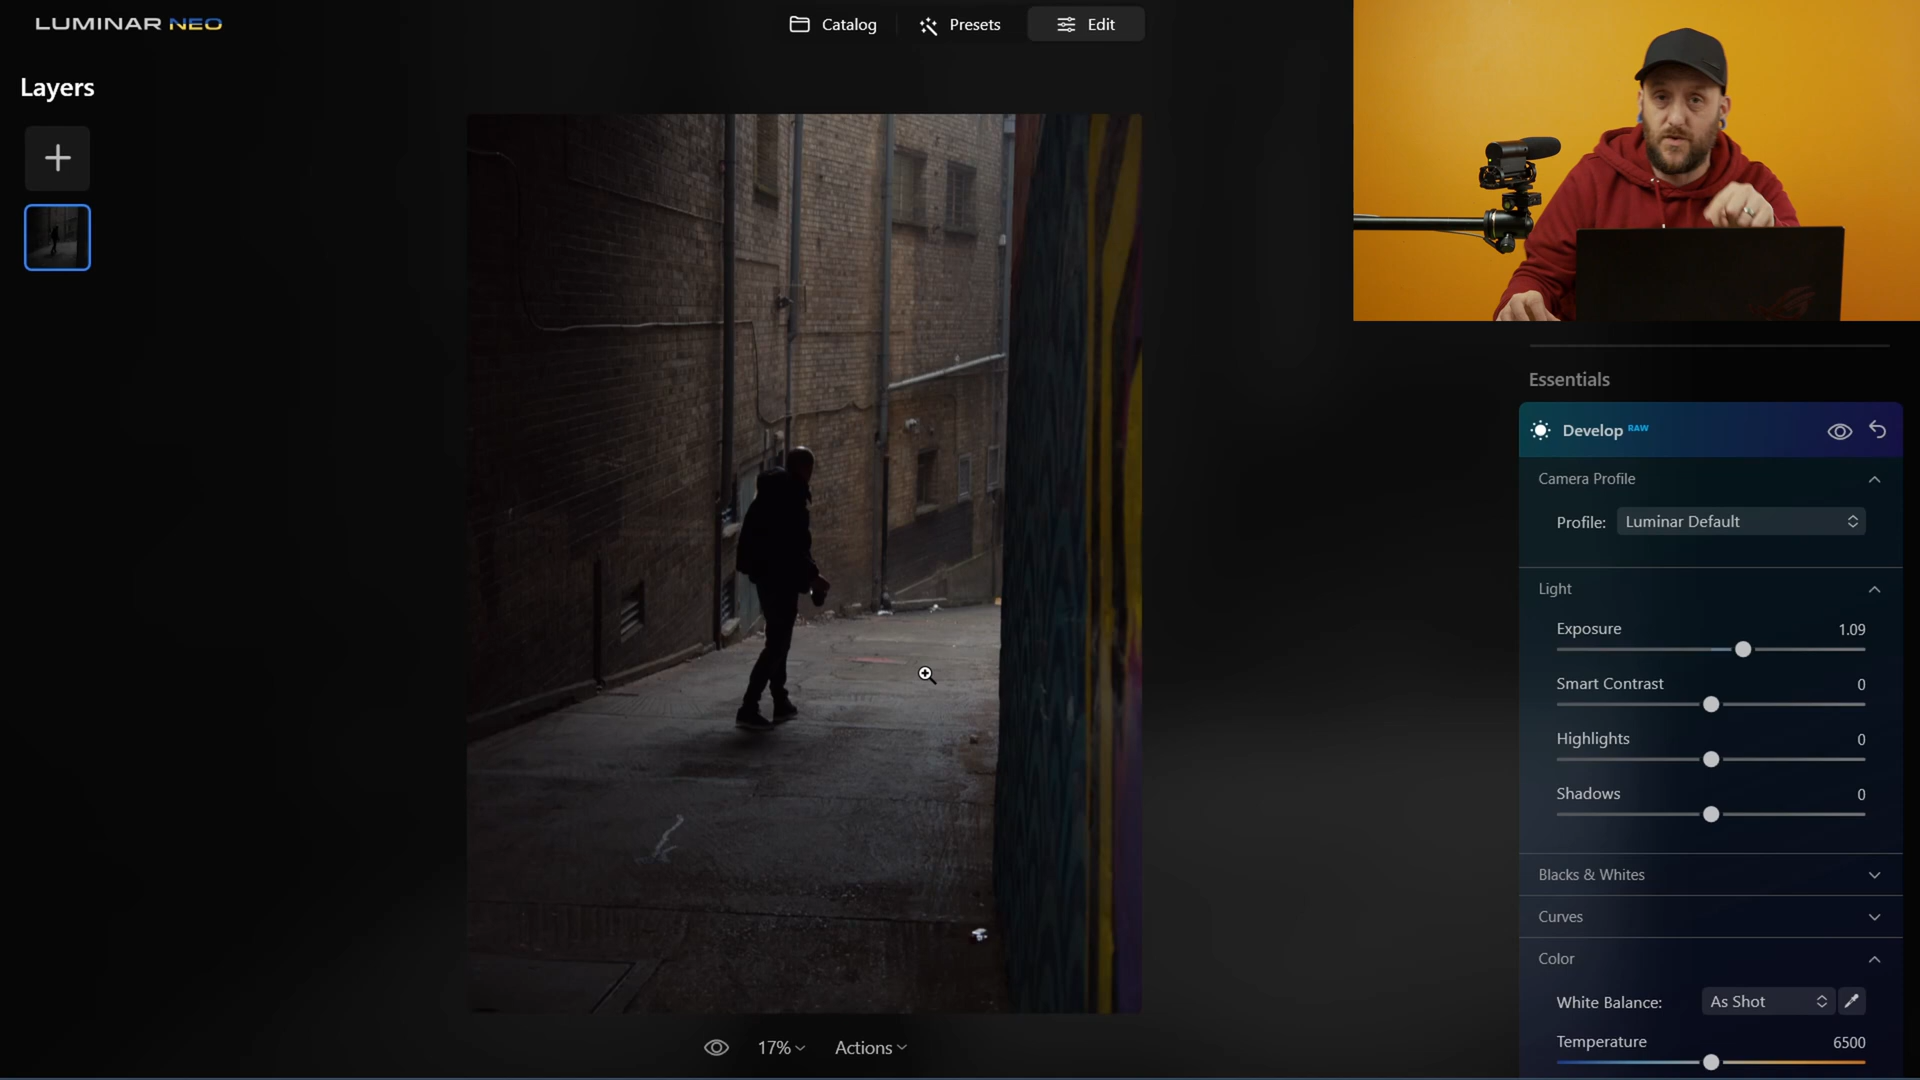 LUMINAR NEO
Catalog
Presets
Edit
Layers
Essentials
Develop RAW
Camera Profile
Profile: Luminar Default
Light
Exposure 1.09
Smart Contrast 0
Highlights 0
Shadows 0
Blacks & Whites
Curves
Color
White Balance: As Shot
Temperature 6500
17%
Actions